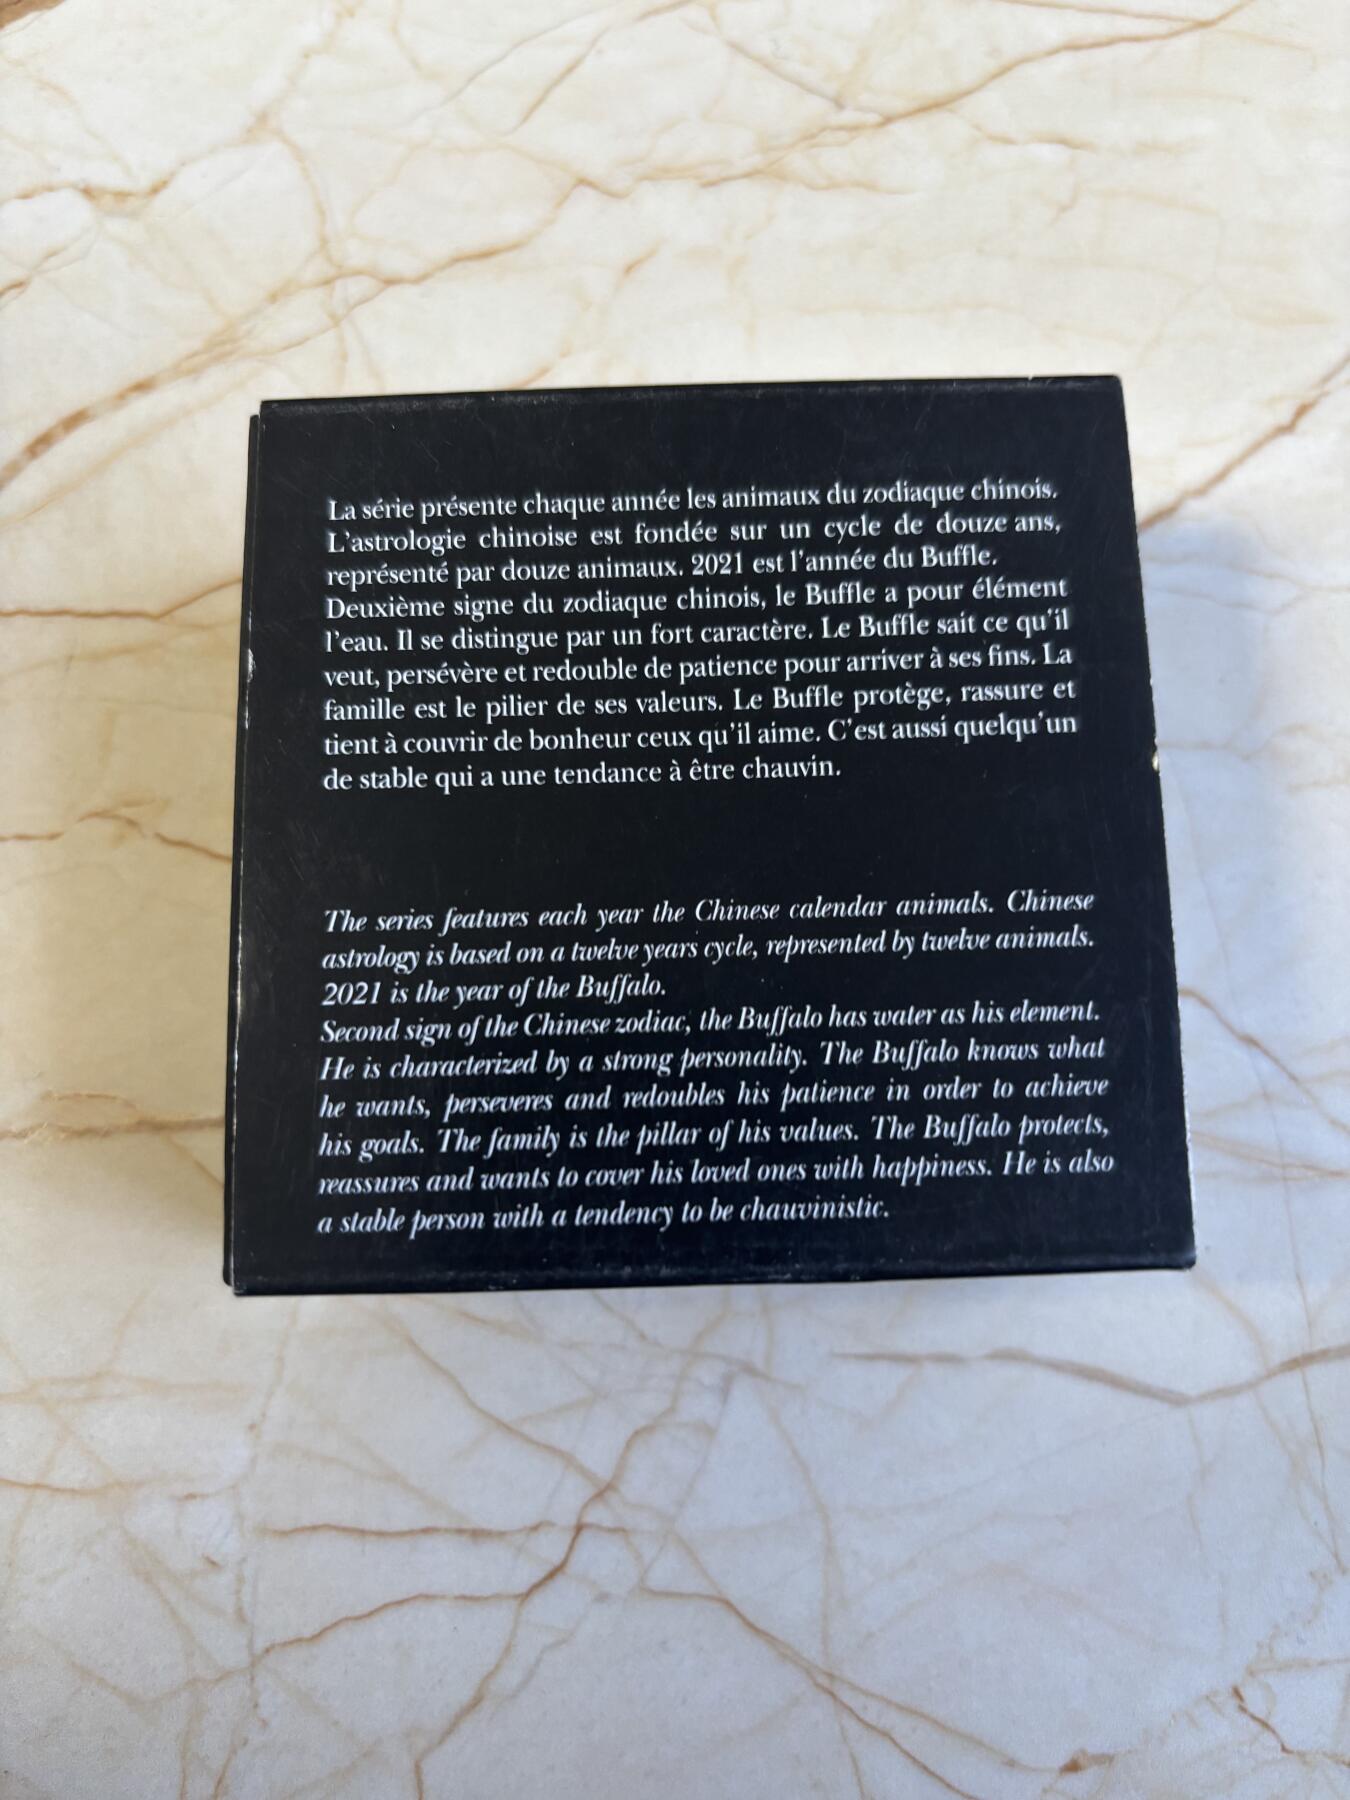 La série présente chaque année les animaux du zodiaque chinois.
L'astrologie chinoise est fondée sur un cycle de douze ans,
représenté par douze animaux. 2021 est l'année du Buffle.
Deuxième signe du zodiaque chinois, le Buffle a pour élément
l'eau. Il se distingue par un fort caractère. Le Buffle sait ce qu'il
veut, persévère et redouble de patience pour arriver à ses fins. La
famille est le pilier de ses valeurs. Le Buffle protège, rassure et
tient à couvrir de bonheur ceux qu'il aime. C'est aussi quelqu'un
de stable qui a une tendance à être chauvin.
The series features each year the Chinese calendar animals. Chinese
astrology is based on a twelve years cycle, represented by twelve animals.
2021 is the year of the Buffalo.
Second sign of the Chinese zodiac, the Buffalo has water as his element.
He is characterized by a strong personality. The Buffalo knows what
he wants, perseveres and redoubles his patience in order to achieve
his goals. The family is the pillar of his values. The Buffalo protects,
reassures and wants to cover his loved ones with happiness. He is also
a stable person with a tendency to be chauvinistic.